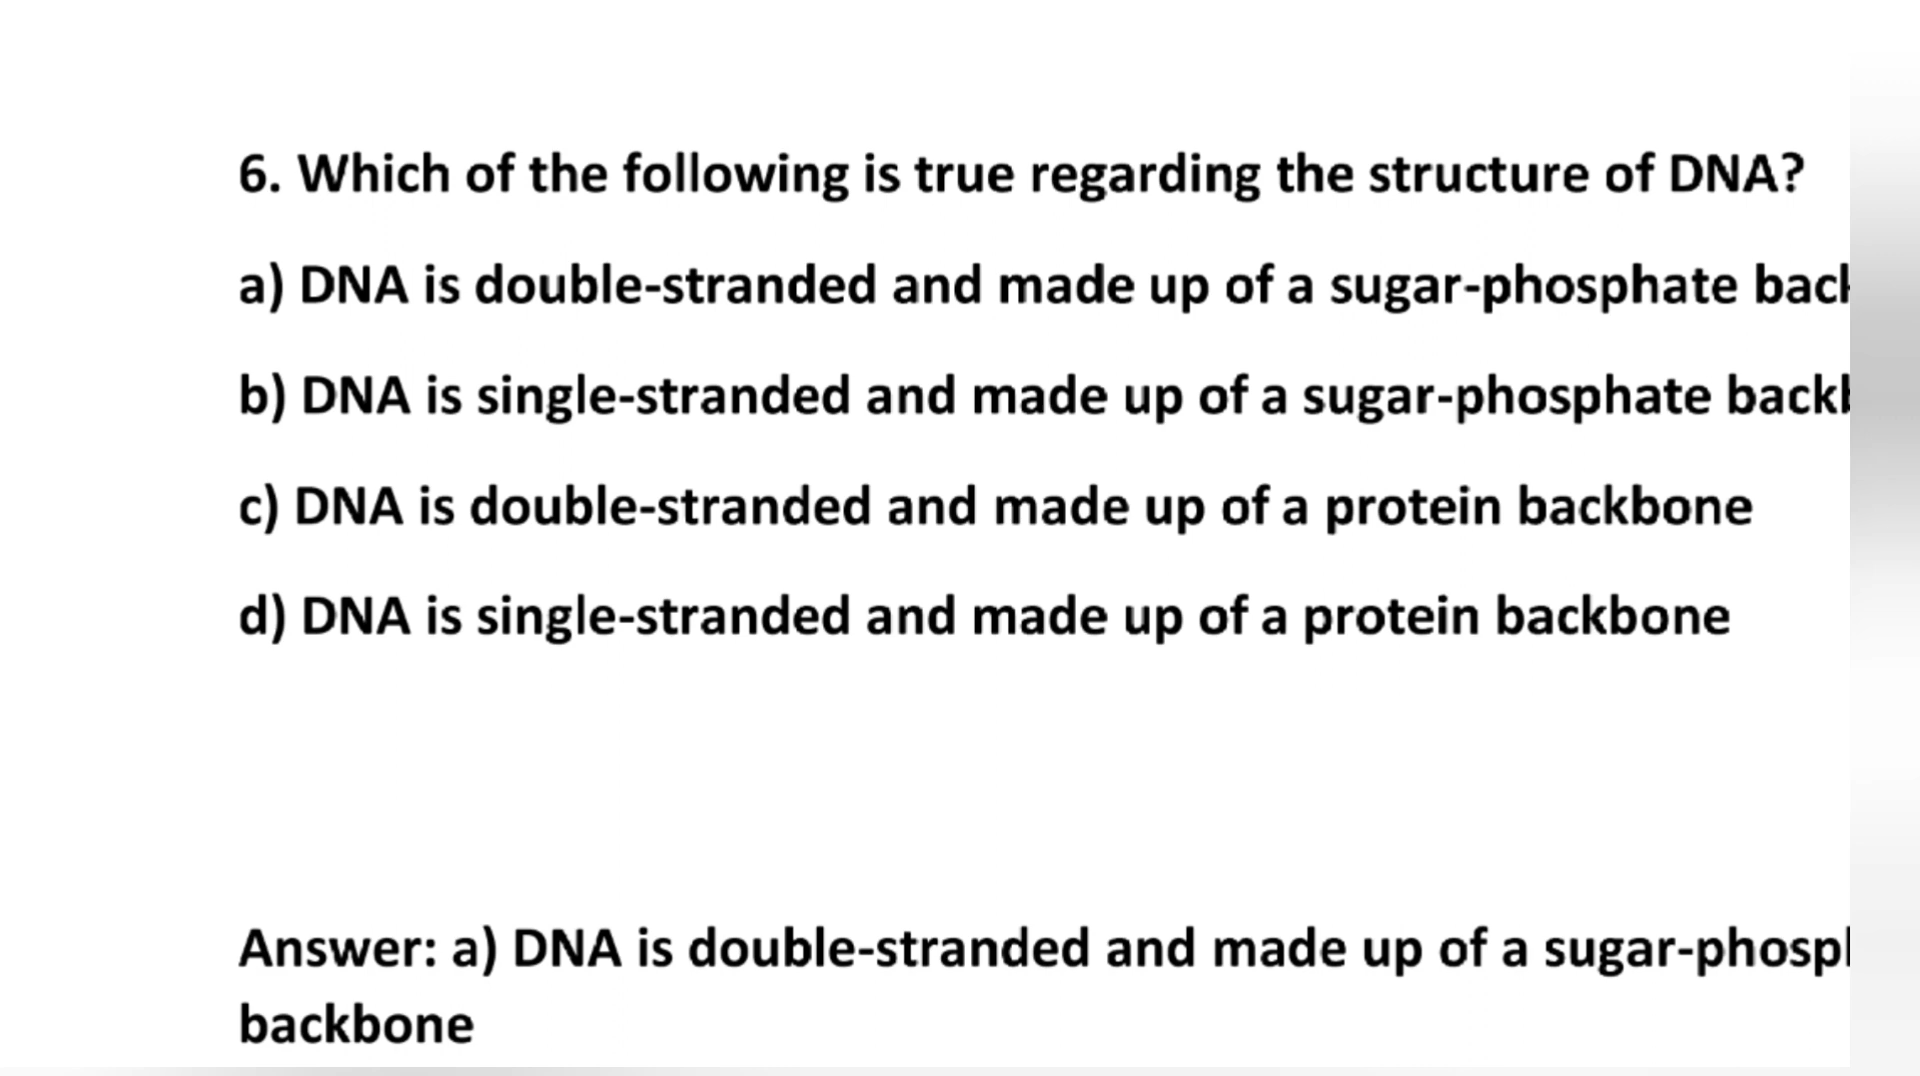 6. Which of the following is true regarding the structure of DNA?
a) DNA is double-stranded and made up of a sugar-phosphate
b) DNA is single-stranded and made up of a sugar-phosphate
c) DNA is double-stranded and made up of a protein backbone
d) DNA is single-stranded and made up of a protein backbone
Answer: a) DNA is double-stranded and made up of a
backbone